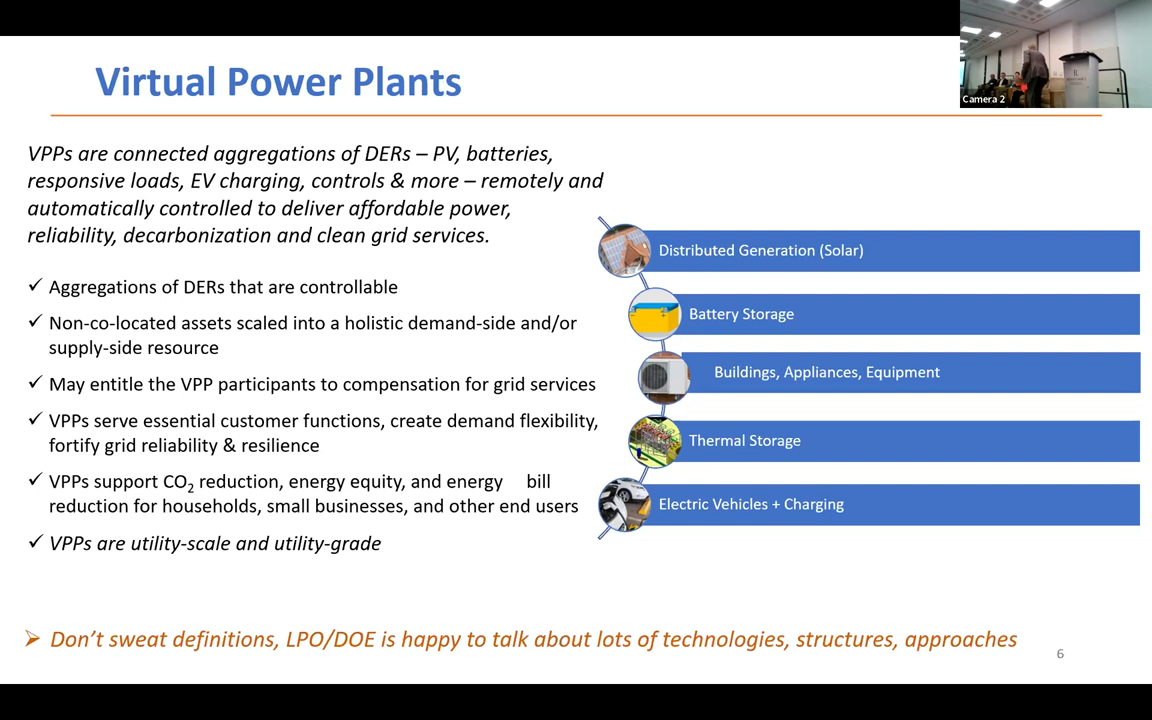 Virtual Power Plants
Camera 2
VPPs are connected aggregations of DERs – PV, batteries,
responsive loads, EV charging, controls & more – remotely and
automatically controlled to deliver affordable power,
reliability, decarbonization and clean grid services.
✓ Aggregations of DERs that are controllable
✓ Non-co-located assets scaled into a holistic demand-side and/or
supply-side resource
✓ May entitle the VPP participants to compensation for grid services
✓ VPPs serve essential customer functions, create demand flexibility,
fortify grid reliability & resilience
✓ VPPs support CO₂ reduction, energy equity, and energy bill
reduction for households, small businesses, and other end users
✓ VPPs are utility-scale and utility-grade
Distributed Generation (Solar)
Battery Storage
Buildings, Appliances, Equipment
Thermal Storage
Electric Vehicles + Charging
➢ Don't sweat definitions, LPO/DOE is happy to talk about lots of technologies, structures, approaches
6